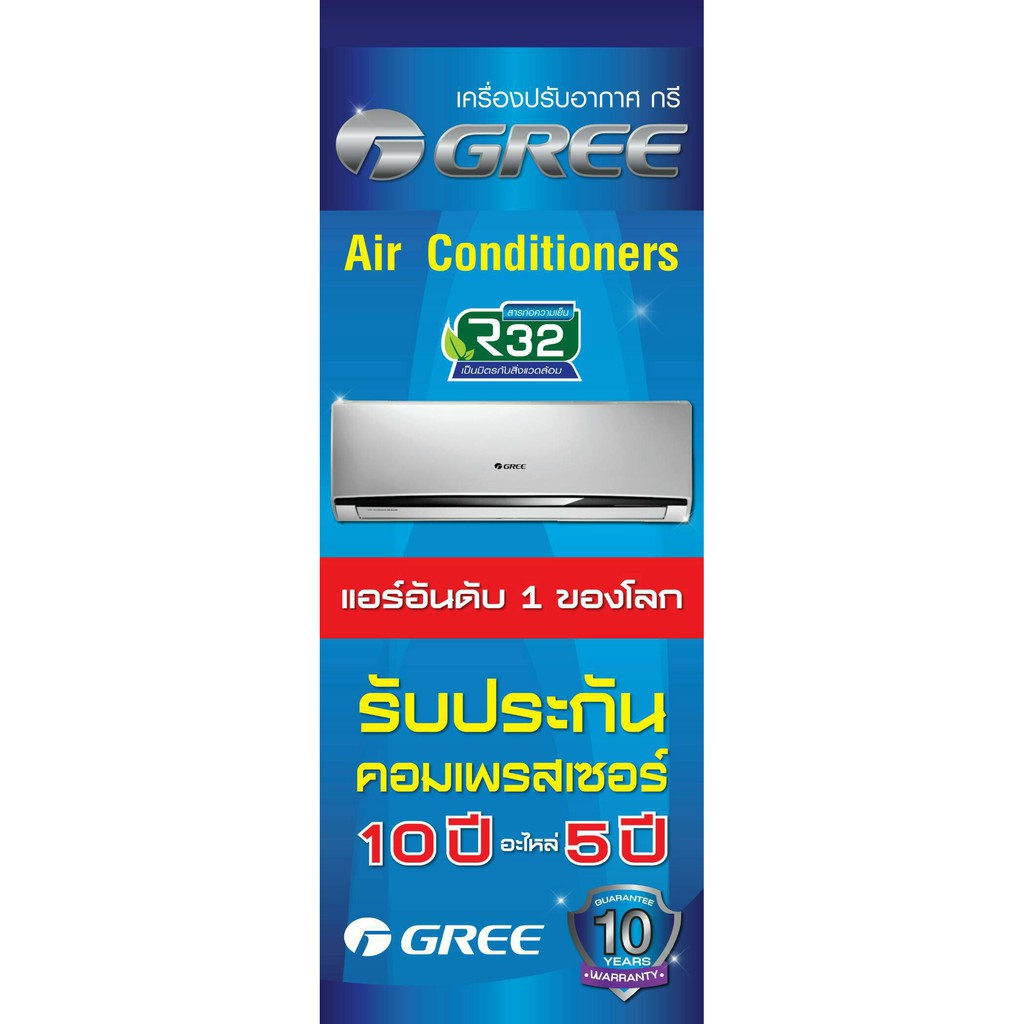 เครื่องปรับอากาศ กรี
GREE
Air Conditioners
สารทำความเย็น
R32
เป็นมิตรกับสิ่งแวดล้อม
GREE
แอร์อันดับ 1 ของโลก
รับประกัน
คอมเพรสเซอร์
10 ปี อะไหล่ 5 ปี
GREE
GUARANTEE
10
YEARS
WARRANTY